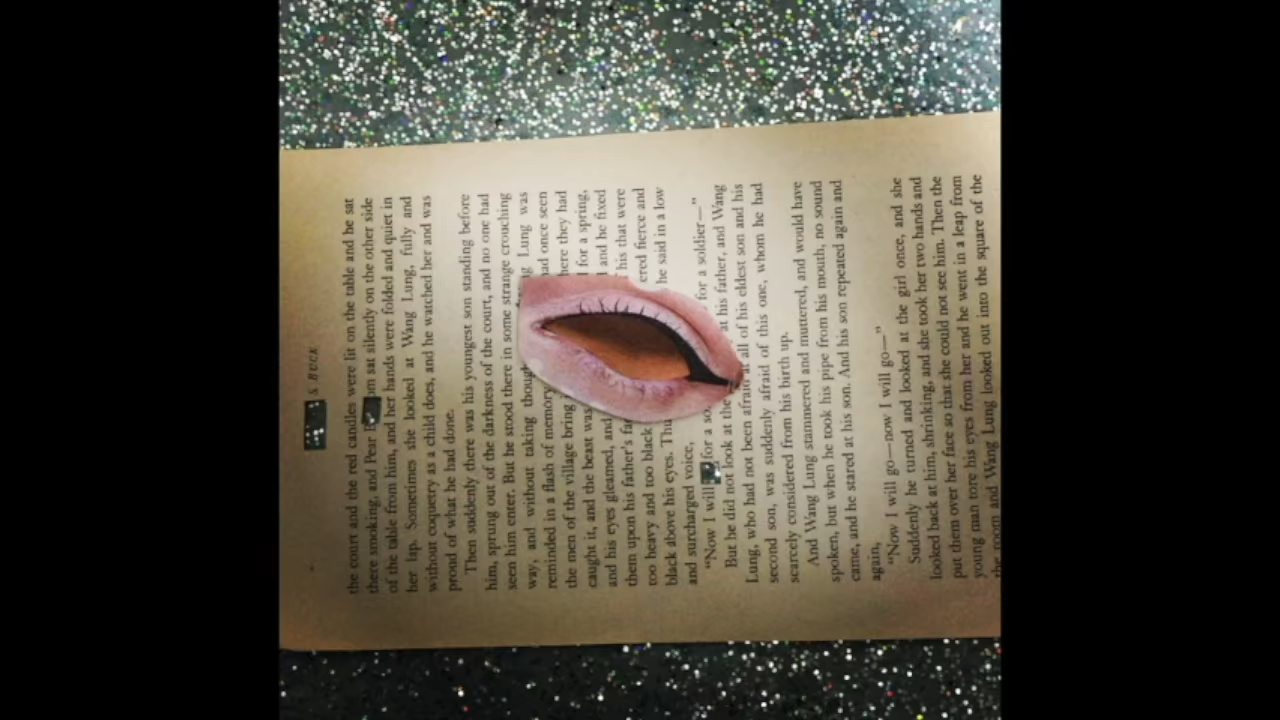 S. BUCK
the court and the red candles were lit on the table and he sat
there smoking, and Pear om sat silently on the other side
of the table from him, and her hands were folded and quiet in
her lap. Sometimes she looked at Wang Lung, fully and
without coquetry as a child does, and he watched her and was
proud of what he had done.
Then suddenly there was his youngest son standing before
him, sprung out of the darkness of the court, and no one had
seen him enter. But he stood there in some strange crouching
way, and without taking though g Lung was
reminded in a flash of memory had once seen
the men of the village bring here they had
caught it, and the beast was for a spring,
and his eyes gleamed, and and he fixed
them upon his father's fa his that were
too heavy and too black ered fierce and
black above his eyes. Thu he said in a low
and surcharged voice,
"Now I will for a so for a soldier—"
But he did not look at the at his father, and Wang
Lung, who had not been afraid at all of his eldest son and his
second son, was suddenly afraid of this one, whom he had
scarcely considered from his birth up.
And Wang Lung stammered and muttered, and would have
spoken, but when he took his pipe from his mouth, no sound
came, and he stared at his son. And his son repeated again and
again,
"Now I will go—now I will go—"
Suddenly he turned and looked at the girl once, and she
looked back at him, shrinking, and she took her two hands and
put them over her face so that she could not see him. Then the
young man tore his eyes from her and he went in a leap from
the room and Wang Lung looked out into the square of the